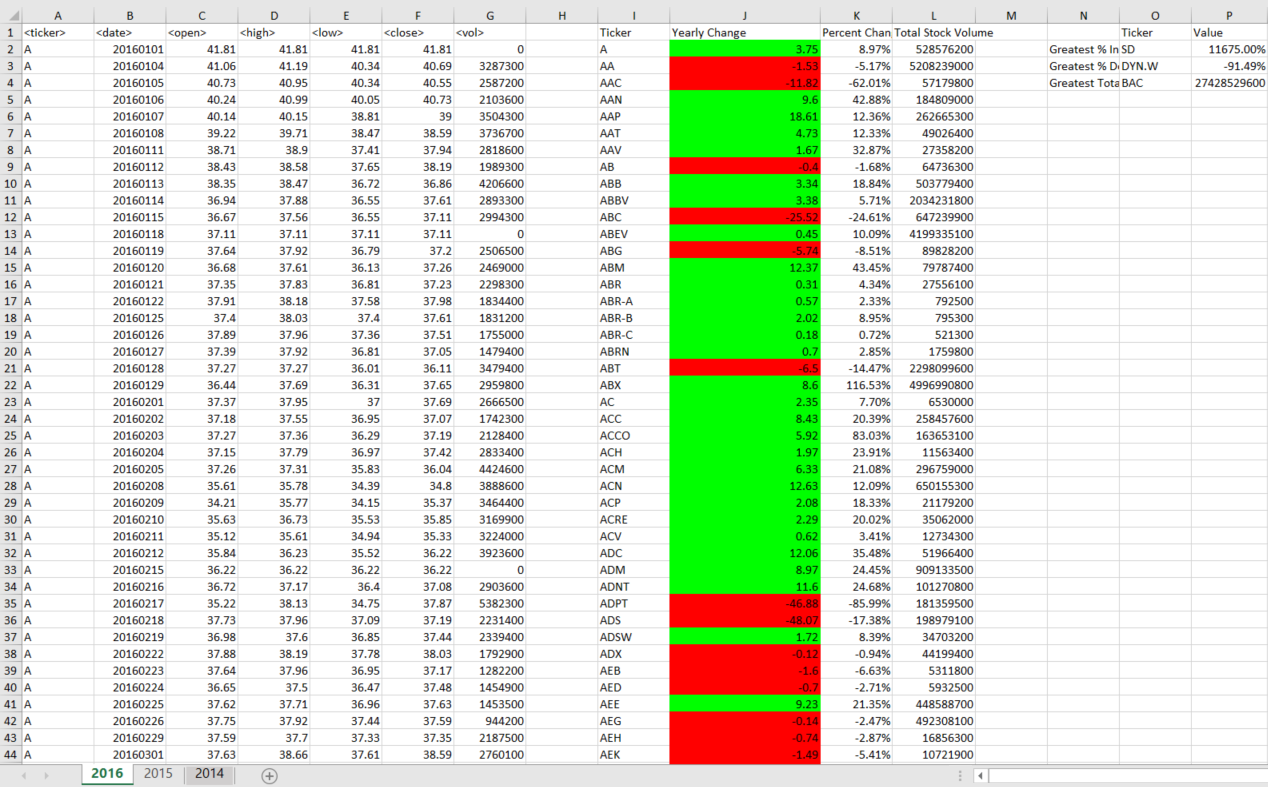 A B C D E F G H I J K L M N O P
1 <ticker> <date> <open> <high> <low> <close> <vol> Ticker Yearly Change Percent Chan Total Stock Volume Ticker Value
2 A 20160101 41.81 41.81 41.81 41.81 0 A 3.75 8.97% 528576200 Greatest % In SD 11675.00%
3 A 20160104 41.06 41.19 40.34 40.69 3287300 AA -1.53 -5.17% 5208239000 Greatest % De DYN.W -91.49%
4 A 20160105 40.73 40.95 40.34 40.55 2587200 AAC -11.82 -62.01% 57179800 Greatest Tota BAC 27428529600
5 A 20160106 40.24 40.99 40.05 40.73 2103600 AAN 9.6 42.88% 184809000
6 A 20160107 40.14 40.15 38.81 39 3504300 AAP 18.61 12.36% 262665300
7 A 20160108 39.22 39.71 38.47 38.59 3736700 AAT 4.73 12.33% 49026400
8 A 20160111 38.71 38.9 37.41 37.94 2818600 AAV 1.67 32.87% 27358200
9 A 20160112 38.43 38.58 37.65 38.19 1989300 AB -0.4 -1.68% 64736300
10 A 20160113 38.35 38.47 36.72 36.86 4206600 ABB 3.34 18.84% 503779400
11 A 20160114 36.94 37.88 36.55 37.61 2893300 ABBV 3.38 5.71% 2034231800
12 A 20160115 36.67 37.56 36.55 37.11 2994300 ABC -25.52 -24.61% 647239900
13 A 20160118 37.11 37.11 37.11 37.11 0 ABEV 0.45 10.09% 4199335100
14 A 20160119 37.64 37.92 36.79 37.2 2506500 ABG -5.74 -8.51% 89828200
15 A 20160120 36.68 37.61 36.13 37.26 2469000 ABM 12.37 43.45% 79787400
16 A 20160121 37.35 37.83 36.81 37.23 2298300 ABR 0.31 4.34% 27556100
17 A 20160122 37.91 38.18 37.58 37.98 1834400 ABR-A 0.57 2.33% 792500
18 A 20160125 37.4 38.03 37.4 37.61 1831200 ABR-B 2.02 8.95% 795300
19 A 20160126 37.89 37.96 37.36 37.51 1755000 ABR-C 0.18 0.72% 521300
20 A 20160127 37.39 37.92 36.81 37.05 1479400 ABRN 0.7 2.85% 1759800
21 A 20160128 37.27 37.27 36.01 36.11 3479400 ABT -6.5 -14.47% 2298099600
22 A 20160129 36.44 37.69 36.31 37.65 2959800 ABX 8.6 116.53% 4996990800
23 A 20160201 37.37 37.95 37 37.69 2666500 AC 2.35 7.70% 6530000
24 A 20160202 37.18 37.55 36.95 37.07 1742300 ACC 8.43 20.39% 258457600
25 A 20160203 37.27 37.36 36.29 37.19 2128400 ACCO 5.92 83.03% 163653100
26 A 20160204 37.15 37.79 36.97 37.42 2833400 ACH 1.97 23.91% 11563400
27 A 20160205 37.26 37.31 35.83 36.04 4424600 ACM 6.33 21.08% 296759000
28 A 20160208 35.61 35.78 34.39 34.8 3888600 ACN 12.63 12.09% 650155300
29 A 20160209 34.21 35.77 34.15 35.37 3464400 ACP 2.08 18.33% 21179200
30 A 20160210 35.63 36.73 35.53 35.85 3169900 ACRE 2.29 20.02% 35062000
31 A 20160211 35.12 35.61 34.94 35.33 3224000 ACV 0.62 3.41% 12734300
32 A 20160212 35.84 36.23 35.52 36.22 3923600 ADC 12.06 35.48% 51966400
33 A 20160215 36.22 36.22 36.22 36.22 0 ADM 8.97 24.45% 909133500
34 A 20160216 36.72 37.17 36.4 37.08 2903600 ADNT 11.6 24.68% 101270800
35 A 20160217 35.22 38.13 34.75 37.87 5382300 ADPT -46.88 -85.99% 181359500
36 A 20160218 37.73 37.96 37.09 37.19 2231400 ADS -48.07 -17.38% 198979100
37 A 20160219 36.98 37.6 36.85 37.44 2339400 ADSW 1.72 8.39% 34703200
38 A 20160222 37.88 38.19 37.78 38.03 1792900 ADX -0.12 -0.94% 44199400
39 A 20160223 37.64 37.96 36.95 37.17 1282200 AEB -1.6 -6.63% 5311800
40 A 20160224 36.65 37.5 36.47 37.48 1454900 AED -0.7 -2.71% 5932500
41 A 20160225 37.62 37.71 36.96 37.63 1453500 AEE 9.23 21.35% 448588700
42 A 20160226 37.75 37.92 37.44 37.59 944200 AEG -0.14 -2.47% 492308100
43 A 20160229 37.59 37.7 37.33 37.35 2187500 AEH -0.74 -2.87% 16856300
44 A 20160301 37.63 38.66 37.61 38.59 2760100 AEK -1.49 -5.41% 10721900
2016 2015 2014